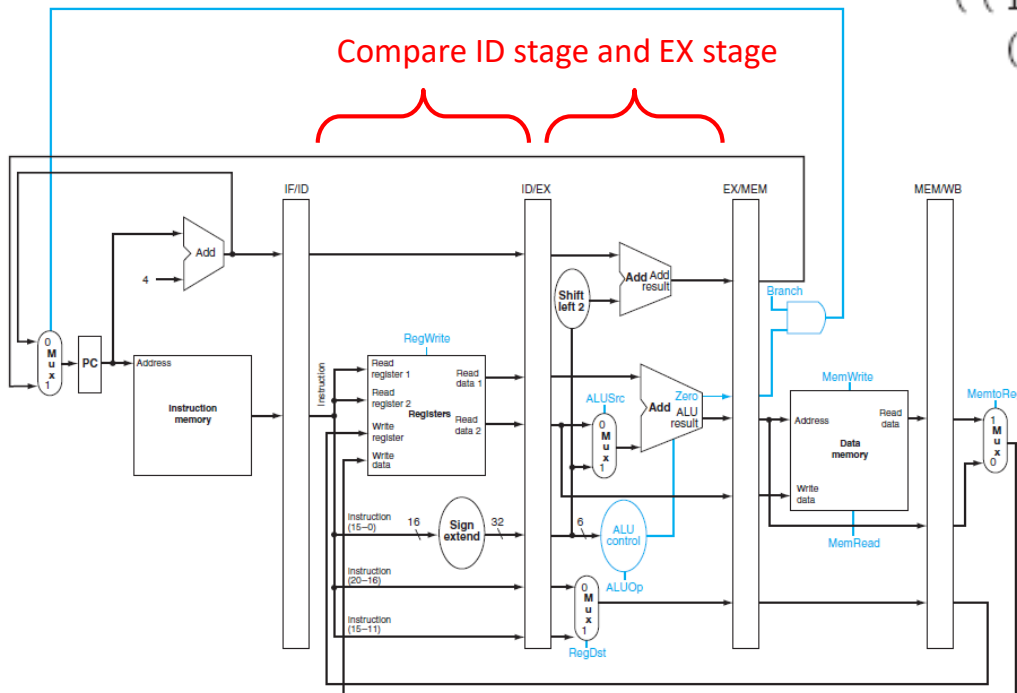 Compare ID stage and EX stage
IF/ID
ID/EX
EX/MEM
MEM/WB
Add
4
Shift
left 2
Add Add
result
Branch
0
M
u
x
1
PC
Address
Instruction
memory
RegWrite
Instruction
Read
register 1
Read
register 2
Write
register
Write
data
Registers
Read
data 1
Read
data 2
ALUSrc
0
M
u
x
1
Add
Zero
ALU
result
MemWrite
Address
Read
data
Data
memory
Write
data
MemRead
1
M
u
x
0
Instruction
(15–0)
16
Sign
extend
32
6
ALU
control
ALUOp
Instruction
(20–16)
Instruction
(15–11)
0
M
u
x
1
RegDst